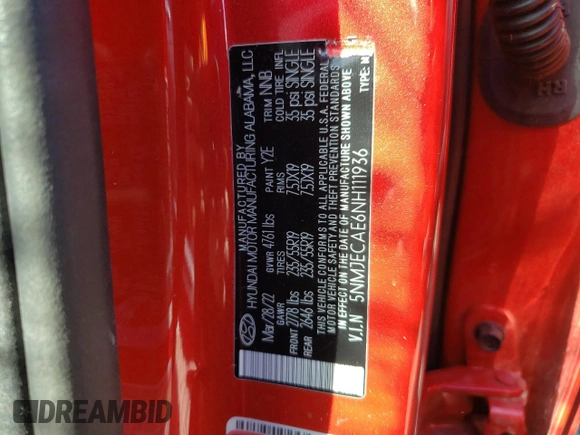 MANUFACTURED BY
HYUNDAI MOTOR MANUFACTURING ALABAMA, LLC
Mar/28/22 GVWR 4761 lbs PAINT Y2E TRIM NNB
GAWR TIRES RIMS COLD TIRE INFL
FRONT 2778 lbs 235/55R19 7.5JX19 35 psi SINGLE
REAR 2646 lbs 235/55R19 7.5JX19 35 psi SINGLE
THIS VEHICLE CONFORMS TO ALL APPLICABLE U.S.A. FEDERAL
MOTOR VEHICLE SAFETY AND THEFT PREVENTION STANDARDS
IN EFFECT ON THE DATE OF MANUFACTURE SHOWN ABOVE
V.I.N 5NMJECAE6NH111936 TYPE:
RH
DREAMBID